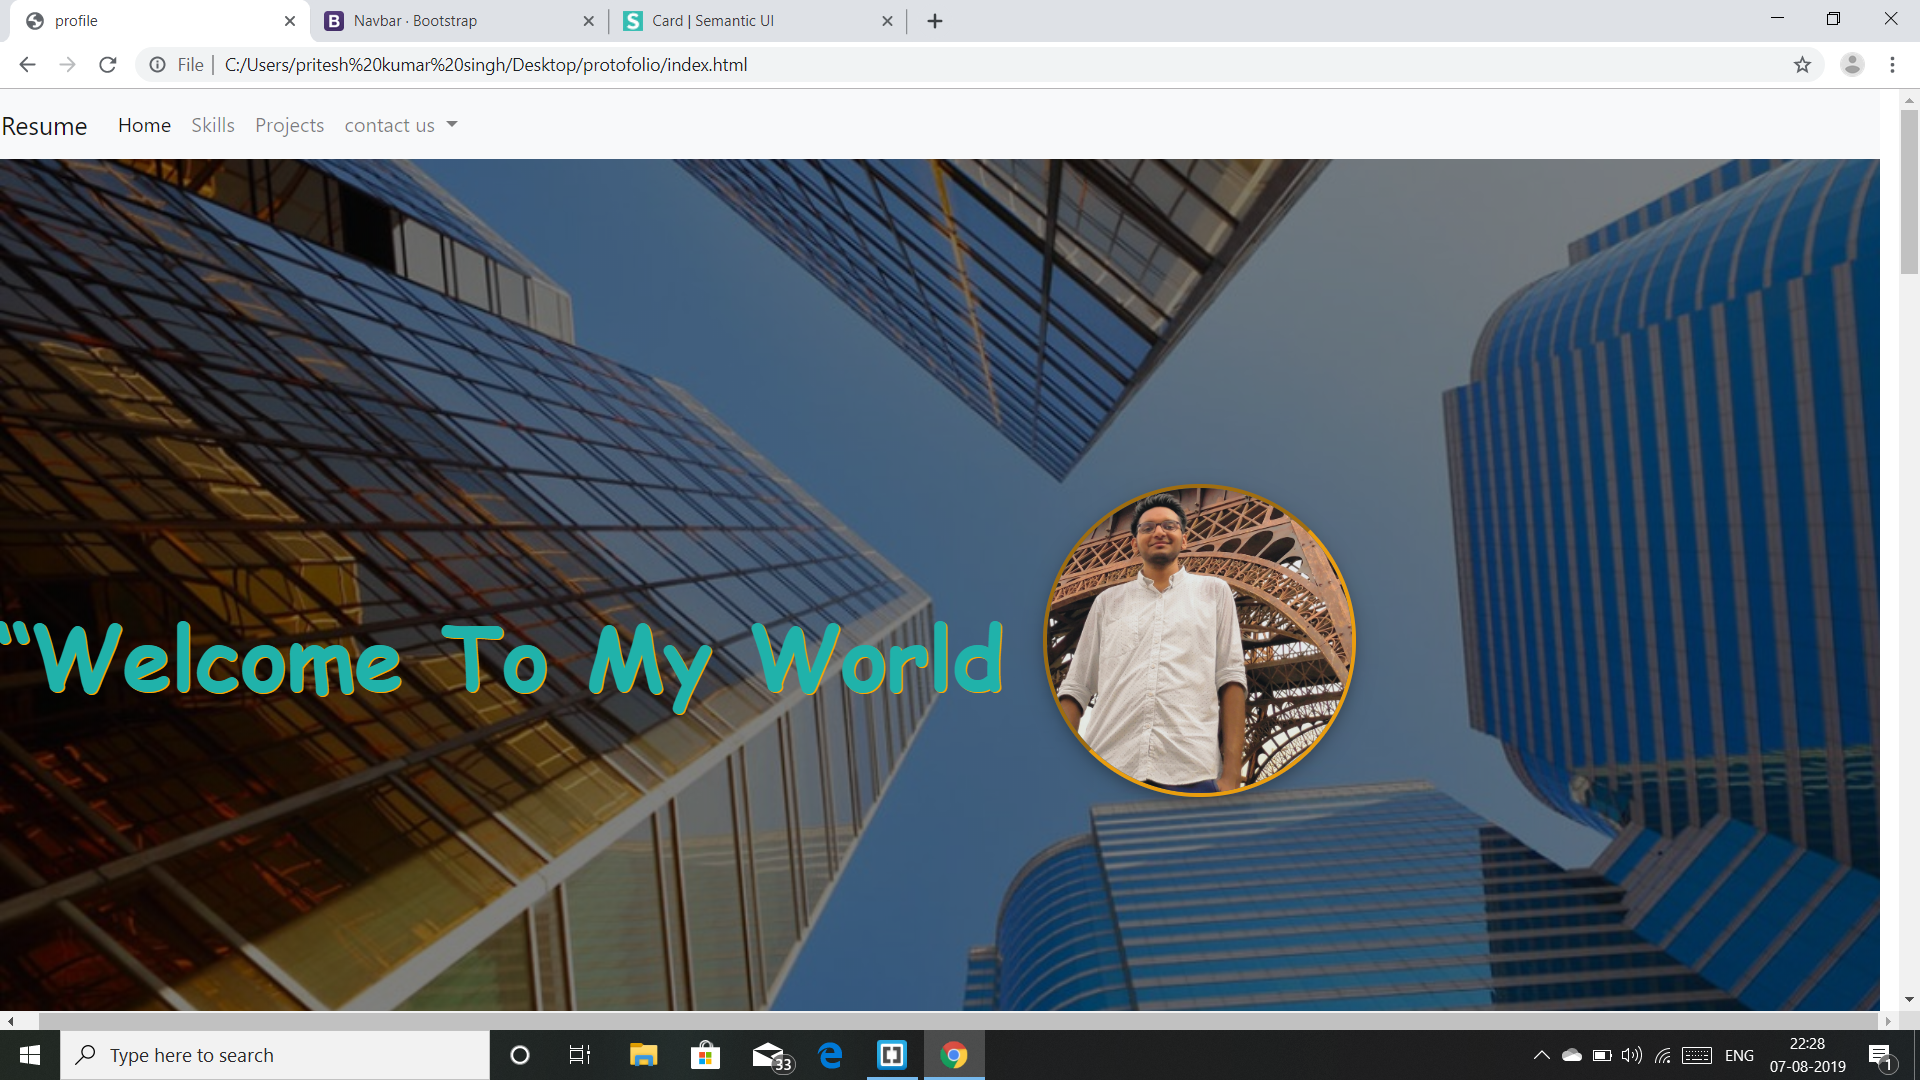 profile
Navbar · Bootstrap
Card | Semantic UI
File | C:/Users/pritesh%20kumar%20singh/Desktop/protofolio/index.html
Resume Home Skills Projects contact us
"Welcome To My World
Type here to search
33
ENG
22:28
07-08-2019
1